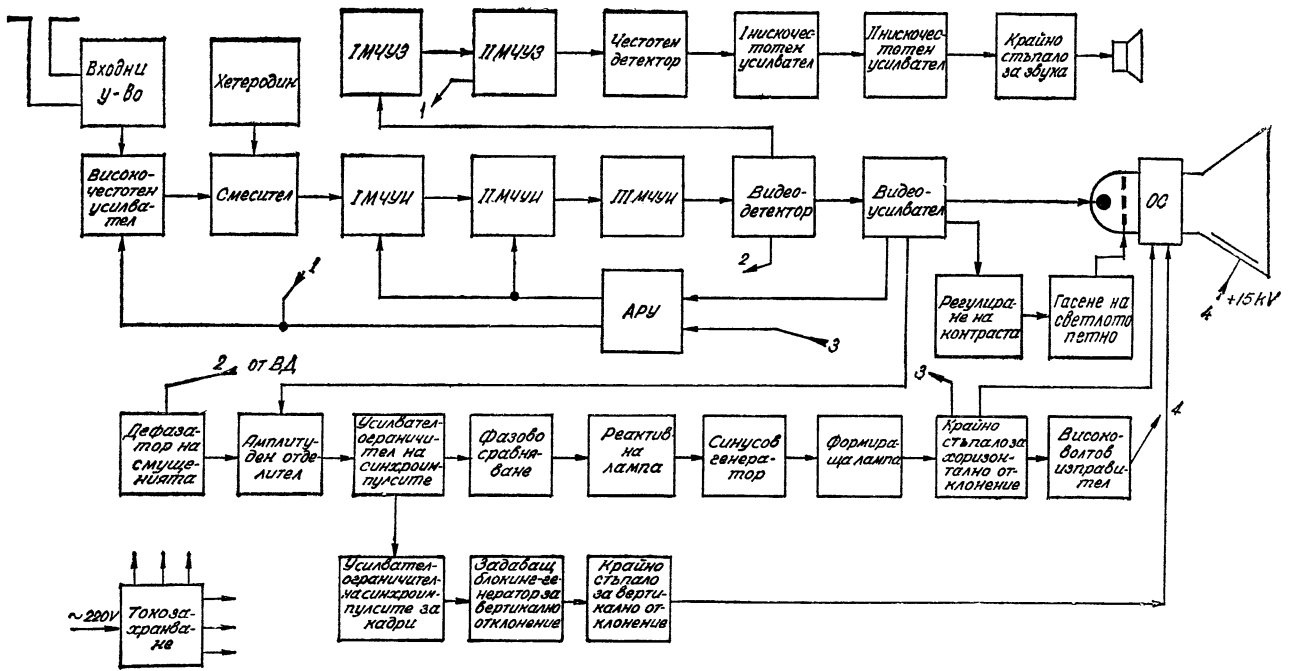 Входни
у-во
Хетеродин
I МЧУЗ
II МЧУЗ
Честотен
детектор
I нискочес-
тотен
усилвател
II нискочес-
тотен
усилвател
Крайно
стъпало
за звука
1
Високо-
честотен
усилва-
тел
Смесител
I МЧУИ
II. МЧУИ
III. МЧУИ
Видео-
детектор
Видео-
усилвател
ОС
2
1
АРУ
3
Регулира-
не на
контраста
Гасене на
светлото
петно
4
+15kV
2 от ВД
3
4
Дефаза-
тор на
смуще-
нията
Амплиту-
ден отде-
лител
Усилвател-
ограничи-
тел на
синхроим-
пулсите
Фазово
сравня-
ване
Реактив-
на
лампа
Синусов
генера-
тор
Формира-
ща лампа
Крайно
стъпало за
хоризон-
тално от-
клонение
Високо-
волтов
изправи-
тел
~220V
Токоза-
хранва-
не
Усилвател-
ограничител
на синхроим-
пулсите за
кадри
Задаващ
блокинг-ге-
нератор за
вертикално
отклонение
Крайно
стъпало
за верти-
кално от-
клонение